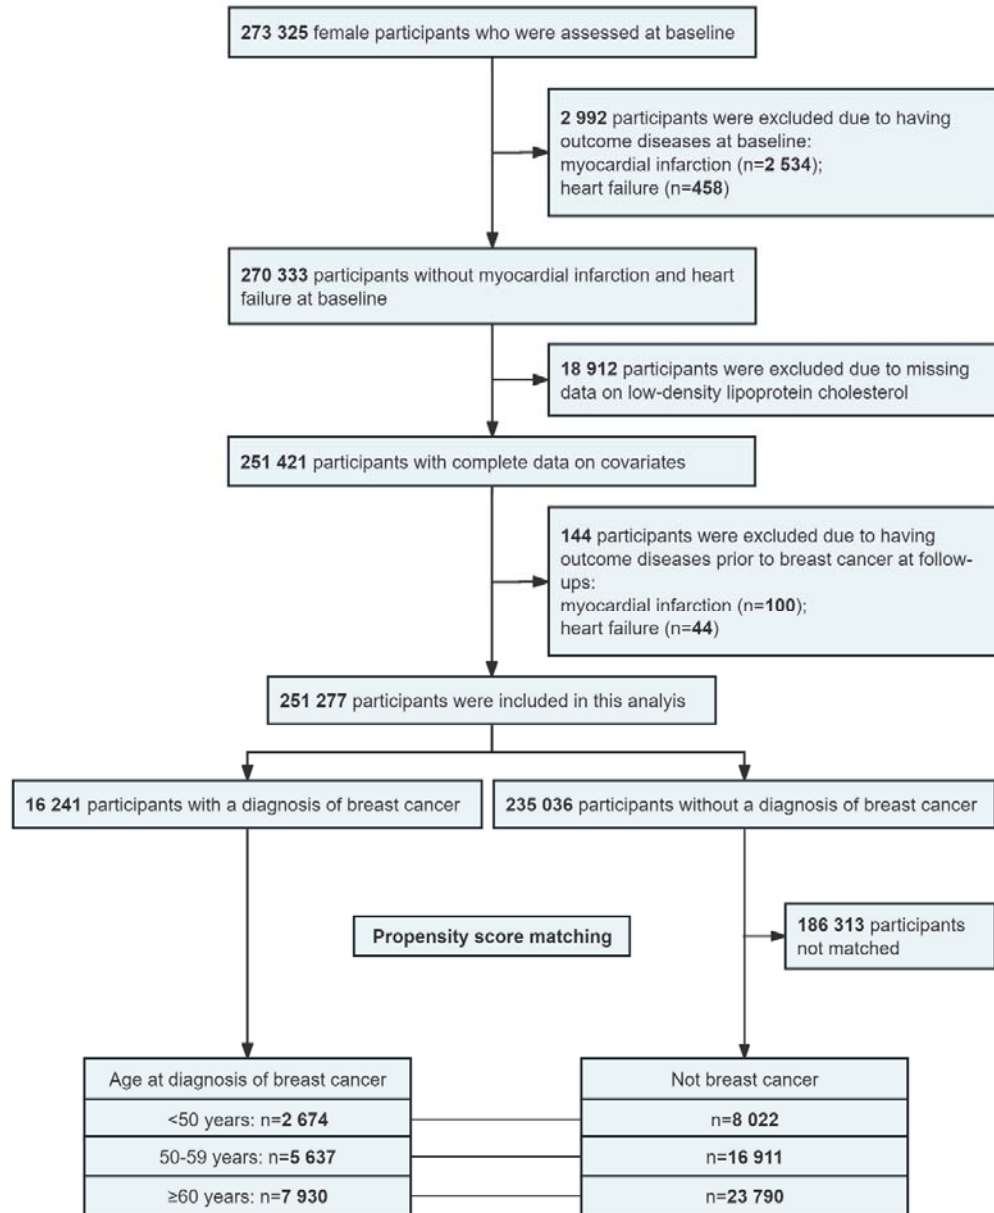 273 325 female participants who were assessed at baseline
2 992 participants were excluded due to having
outcome diseases at baseline:
myocardial infarction (n=2 534);
heart failure (n=458)
270 333 participants without myocardial infarction and heart
failure at baseline
18 912 participants were excluded due to missing
data on low-density lipoprotein cholesterol
251 421 participants with complete data on covariates
144 participants were excluded due to having
outcome diseases prior to breast cancer at follow-
ups:
myocardial infarction (n=100);
heart failure (n=44)
251 277 participants were included in this analyis
16 241 participants with a diagnosis of breast cancer
235 036 participants without a diagnosis of breast cancer
186 313 participants
not matched
Propensity score matching
Age at diagnosis of breast cancer
Not breast cancer
<50 years: n=2 674
n=8 022
50-59 years: n=5 637
n=16 911
≥60 years: n=7 930
n=23 790